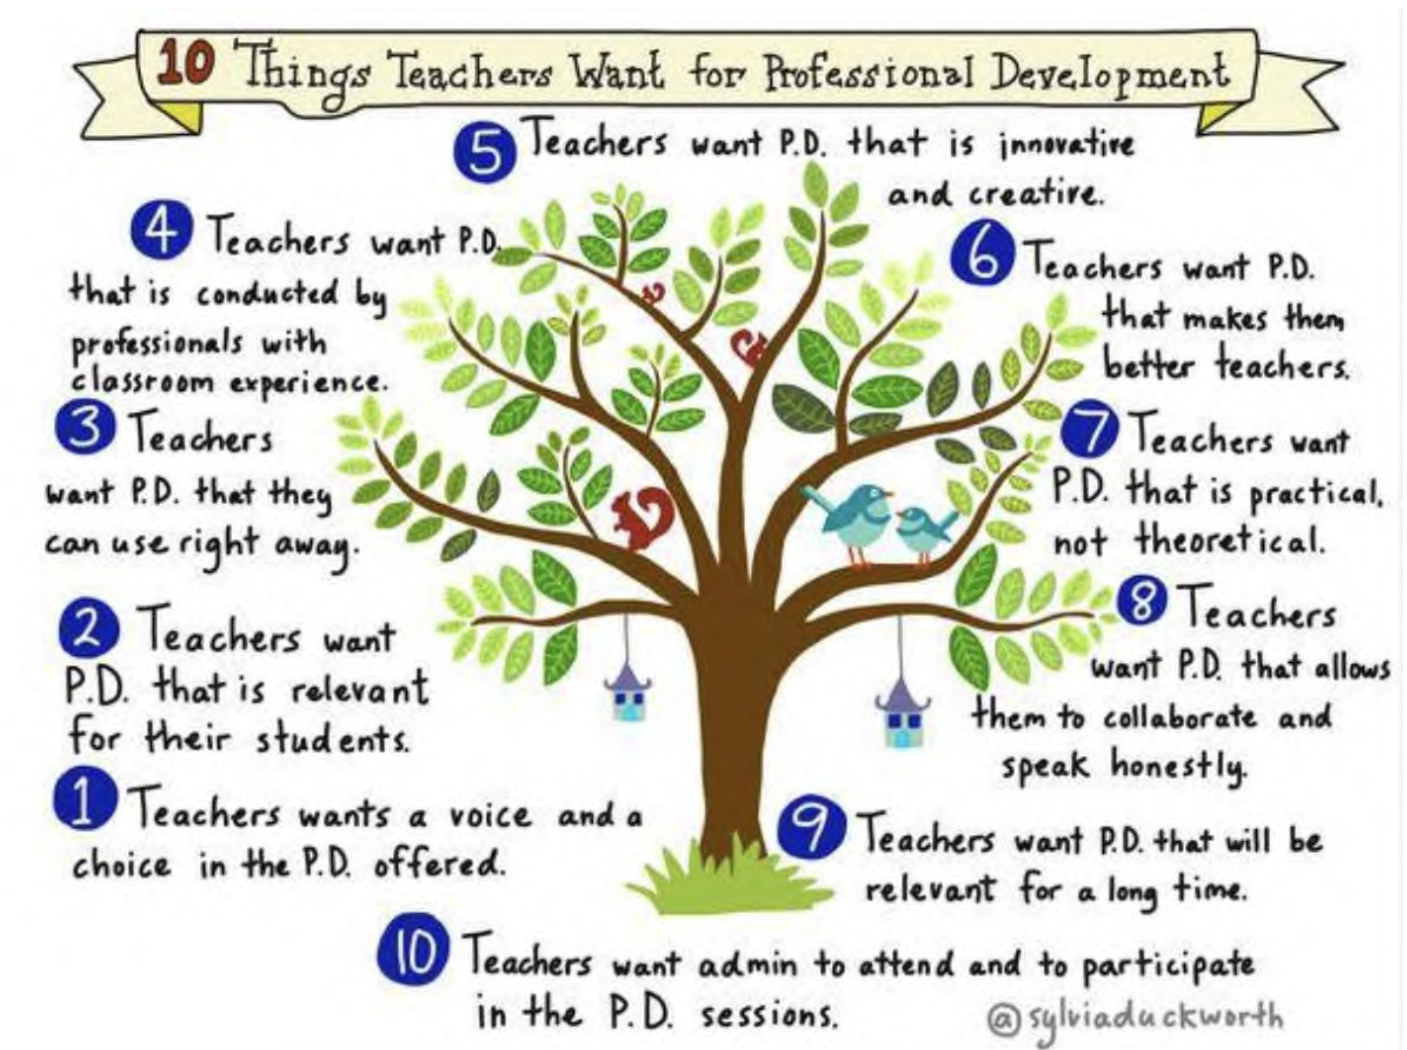 10 Things Teachers Want for Professional Development
1 Teachers wants a voice and a
choice in the P.D. offered.
2 Teachers want
P.D. that is relevant
for their students.
3 Teachers
want P.D. that they
can use right away.
4 Teachers want P.D.
that is conducted by
professionals with
classroom experience.
5 Teachers want P.D. that is innovative
and creative.
6 Teachers want P.D.
that makes them
better teachers.
7 Teachers want
P.D. that is practical,
not theoretical.
8 Teachers
want P.D. that allows
them to collaborate and
speak honestly.
9 Teachers want P.D. that will be
relevant for a long time.
10 Teachers want admin to attend and to participate
in the P.D. sessions.
@sylviaduckworth